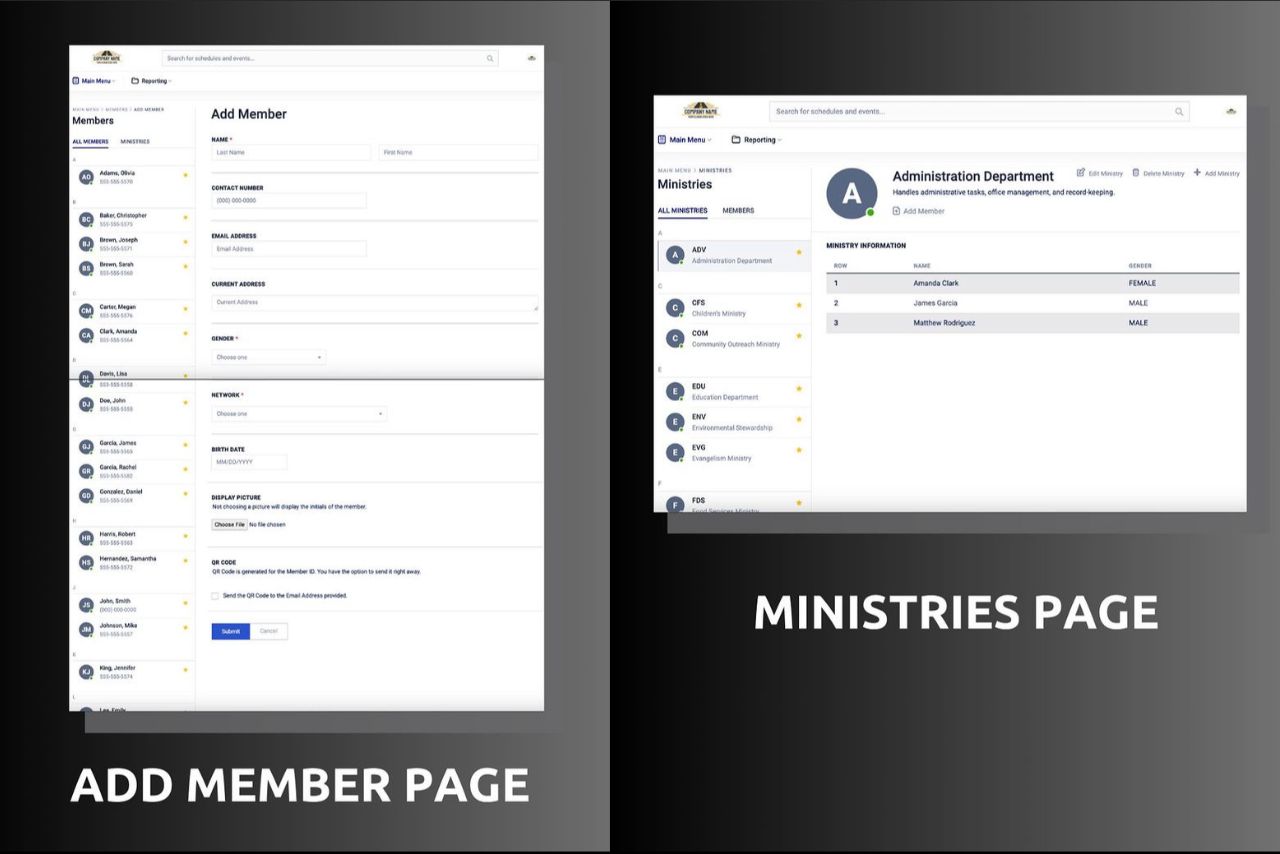 COMPANY NAME
Search for schedules and events...
Main Menu
Reporting
MAIN MENU > MEMBERS > ADD MEMBER
Members
ALL MEMBERS MINISTRIES
A
AO Adams, Olivia
555-555-5570
B
BC Baker, Christopher
555-555-5573
BJ Brown, Joseph
555-555-5571
BS Brown, Sarah
555-555-5560
C
CM Carter, Megan
555-555-5576
CA Clark, Amanda
555-555-5564
D
DL Davis, Lisa
555-555-5558
DJ Doe, John
555-555-5555
G
GJ Garcia, James
555-555-5565
GR Garcia, Rachel
GD Gonzalez, Daniel
555-555-5569
H
HR Harris, Robert
555-555-5563
HS Hernandez, Samantha
555-555-5572
J
JS John, Smith
(000) 000-0000
JM Johnson, Mike
555-555-5557
K
KJ King, Jennifer
555-555-5574
L
Lee, Emily
Add Member
NAME *
Last Name First Name
CONTACT NUMBER
(000) 000-0000
EMAIL ADDRESS
Email Address
CURRENT ADDRESS
Current Address
GENDER *
Choose one
NETWORK *
Choose one
BIRTH DATE
MM/DD/YYYY
DISPLAY PICTURE
Not choosing a picture will display the initials of the member.
Choose File No file chosen
QR CODE
QR Code is generated for the Member ID. You have the option to send it right away.
Send the QR Code to the Email Address provided.
Submit Cancel
ADD MEMBER PAGE
COMPANY NAME
Search for schedules and events...
Main Menu
Reporting
MAIN MENU > MINISTRIES
Ministries
ALL MINISTRIES MEMBERS
A
A ADV
Administration Department
C
C CFS
Children's Ministry
C COM
Community Outreach Ministry
E
E EDU
Education Department
E ENV
Environmental Stewardship
E EVG
Evangelism Ministry
F
F FDS
Food Services Ministry
A
Administration Department
Edit Ministry Delete Ministry Add Ministry
Handles administrative tasks, office management, and record-keeping.
Add Member
MINISTRY INFORMATION
ROW NAME GENDER
1 Amanda Clark FEMALE
2 James Garcia MALE
3 Matthew Rodriguez MALE
MINISTRIES PAGE